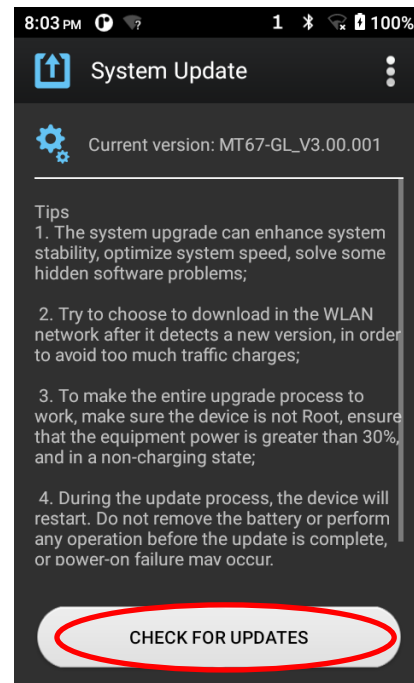 8:03 PM 1 100%
System Update
Current version: MT67-GL_V3.00.001
Tips
1. The system upgrade can enhance system
stability, optimize system speed, solve some
hidden software problems;
2. Try to choose to download in the WLAN
network after it detects a new version, in order
to avoid too much traffic charges;
3. To make the entire upgrade process to
work, make sure the device is not Root, ensure
that the equipment power is greater than 30%,
and in a non-charging state;
4. During the update process, the device will
restart. Do not remove the battery or perform
any operation before the update is complete,
or power-on failure may occur.
CHECK FOR UPDATES